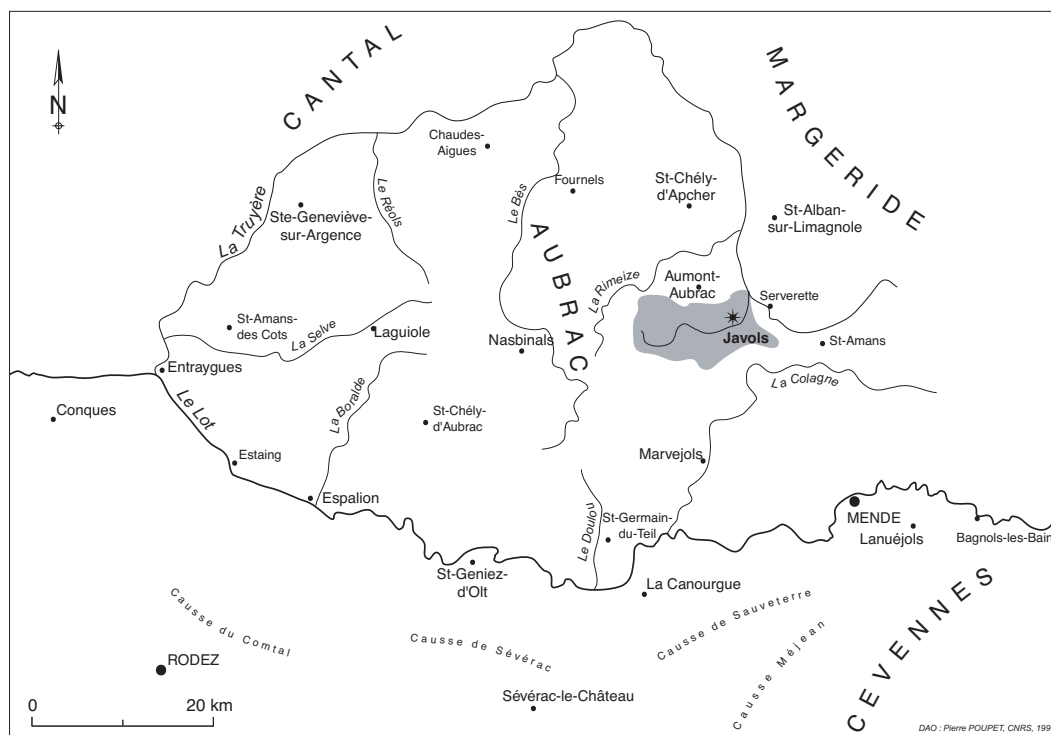 CANTAL
MARGERIDE
N
Chaudes-
Aigues
Fournels
St-Chély-
d'Apcher
St-Alban-
sur-Limagnole
Le Réols
Le Bès
La Truyère
Ste-Geneviève-
sur-Argence
AUBRAC
La Rimeize
Aumont-
Aubrac
Serverette
Javols
St-Amans
St-Amans-
des Cots
La Selve
Laguiole
Nasbinals
Entraygues
La Colagne
Conques
Le Lot
La Boralde
St-Chély-
d'Aubrac
Estaing
Marvejols
Espalion
Le Doulou
St-Germain-
du-Teil
MENDE
Lanuéjols
Bagnols-les-Bain
St-Geniez-
d'Olt
La Canourgue
Causse du Comtal
Causse de Sévérac
Causse de Sauveterre
Causse Méjean
CEVENNES
RODEZ
Sévérac-le-Château
0 20 km
DAO : Pierre POUPET, CNRS, 199